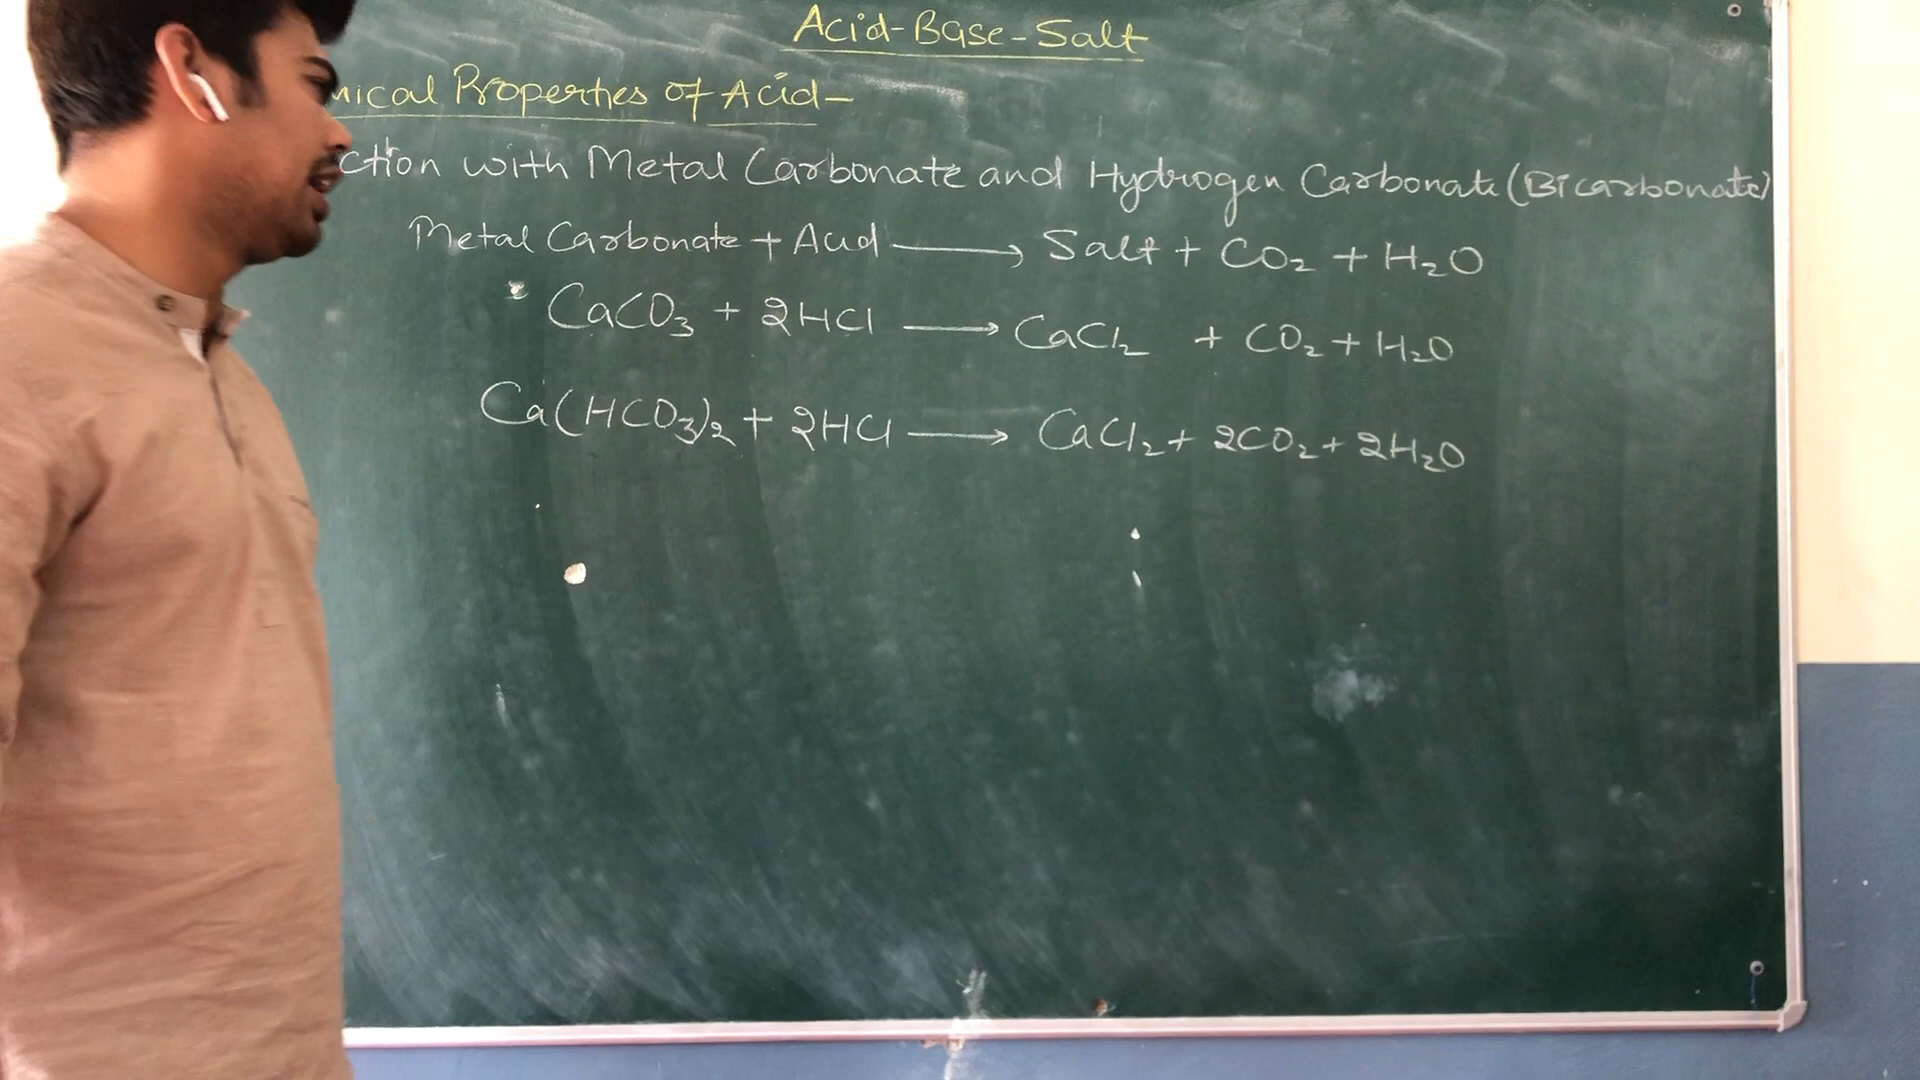 Acid-Base-Salt
mical Properties of Acid-
ction with Metal Carbonate and Hydrogen Carbonate (Bicarbonate)
Metal Carbonate + Acid ⟶ Salt + CO₂ + H₂O
CaCO₃ + 2HCl ⟶ CaCl₂ + CO₂ + H₂O
Ca(HCO₃)₂ + 2HCl ⟶ CaCl₂ + 2CO₂ + 2H₂O